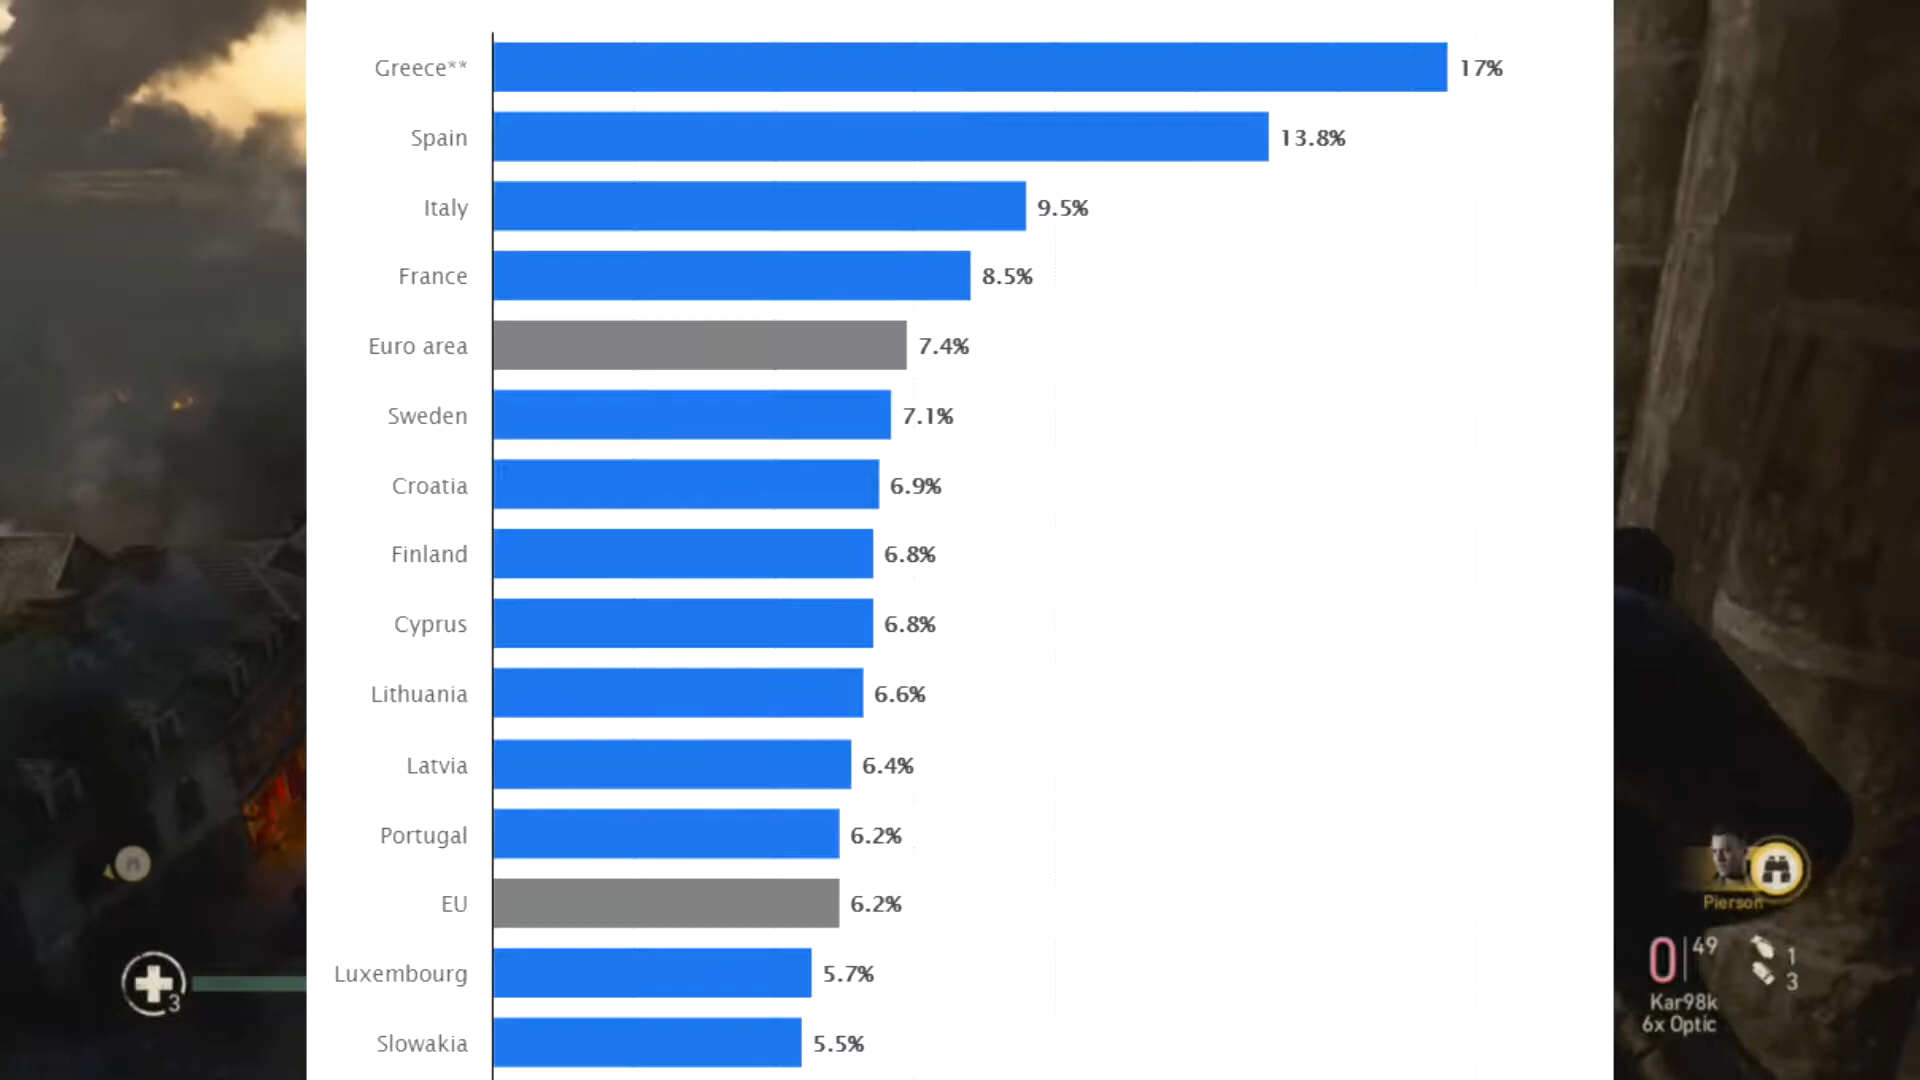 Greece** 17%
Spain 13.8%
Italy 9.5%
France 8.5%
Euro area 7.4%
Sweden 7.1%
Croatia 6.9%
Finland 6.8%
Cyprus 6.8%
Lithuania 6.6%
Latvia 6.4%
Portugal 6.2%
EU 6.2%
Luxembourg 5.7%
Slowakia 5.5%
3
Pierson
0 49 1
3
Kar98k
6x Optic